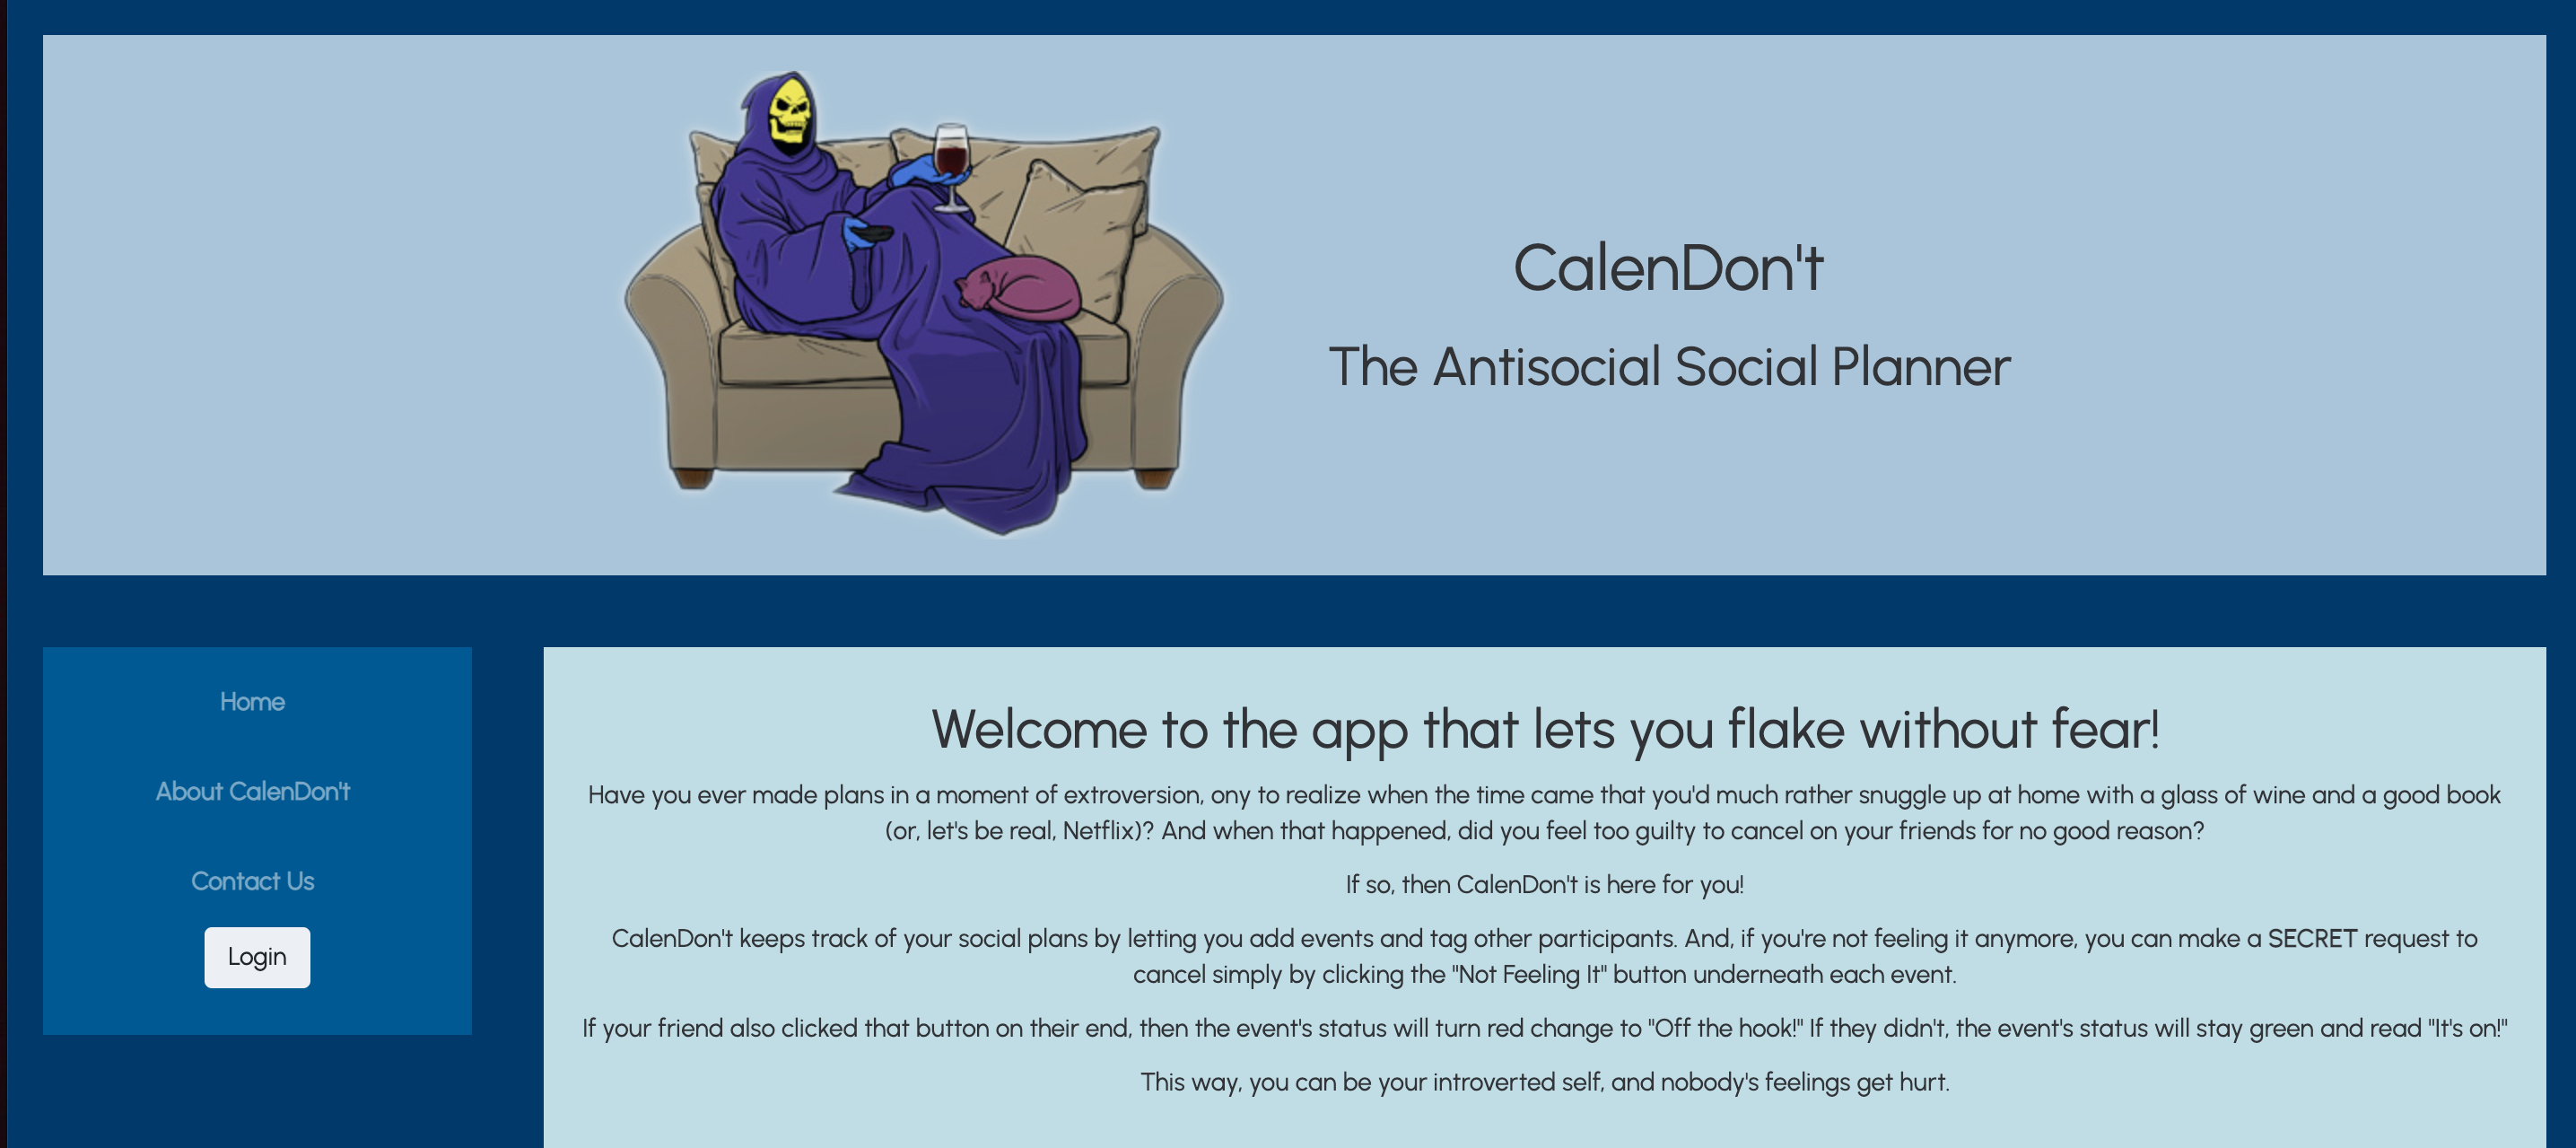 CalenDon't
The Antisocial Social Planner
Home
About CalenDon't
Contact Us
Login
Welcome to the app that lets you flake without fear!
Have you ever made plans in a moment of extroversion, ony to realize when the time came that you'd much rather snuggle up at home with a glass of wine and a good book
(or, let's be real, Netflix)? And when that happened, did you feel too guilty to cancel on your friends for no good reason?
If so, then CalenDon't is here for you!
CalenDon't keeps track of your social plans by letting you add events and tag other participants. And, if you're not feeling it anymore, you can make a SECRET request to
cancel simply by clicking the "Not Feeling It" button underneath each event.
If your friend also clicked that button on their end, then the event's status will turn red change to "Off the hook!" If they didn't, the event's status will stay green and read "It's on!"
This way, you can be your introverted self, and nobody's feelings get hurt.